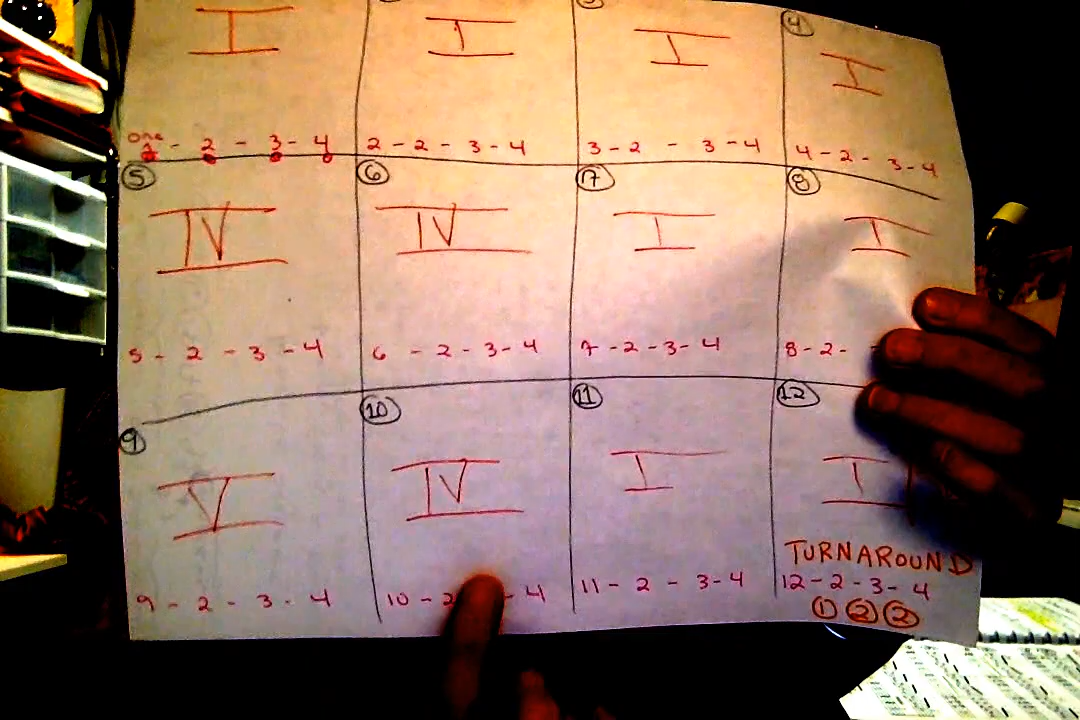 I I I I
④
one
1 - 2 - 3 - 4 2 - 2 - 3 - 4 3 - 2 - 3 - 4 4 - 2 - 3 - 4
⑤ ⑥ ⑦ ⑧
IV IV I I
5 - 2 - 3 - 4 6 - 2 - 3 - 4 7 - 2 - 3 - 4 8 - 2 -
⑨ ⑩ ⑪ ⑫
V IV I I
TURNAROUND
9 - 2 - 3 - 4 10 - 2 - 4 11 - 2 - 3 - 4 12 - 2 - 3 - 4
① ② ②